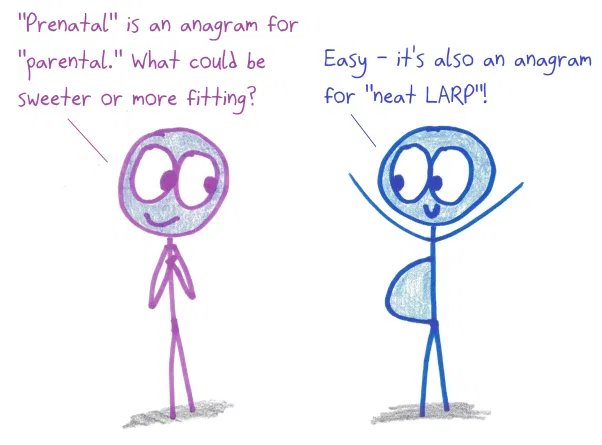 "Prenatal" is an anagram for
"parental." What could be
sweeter or more fitting?
Easy - it's also an anagram
for "neat LARP"!